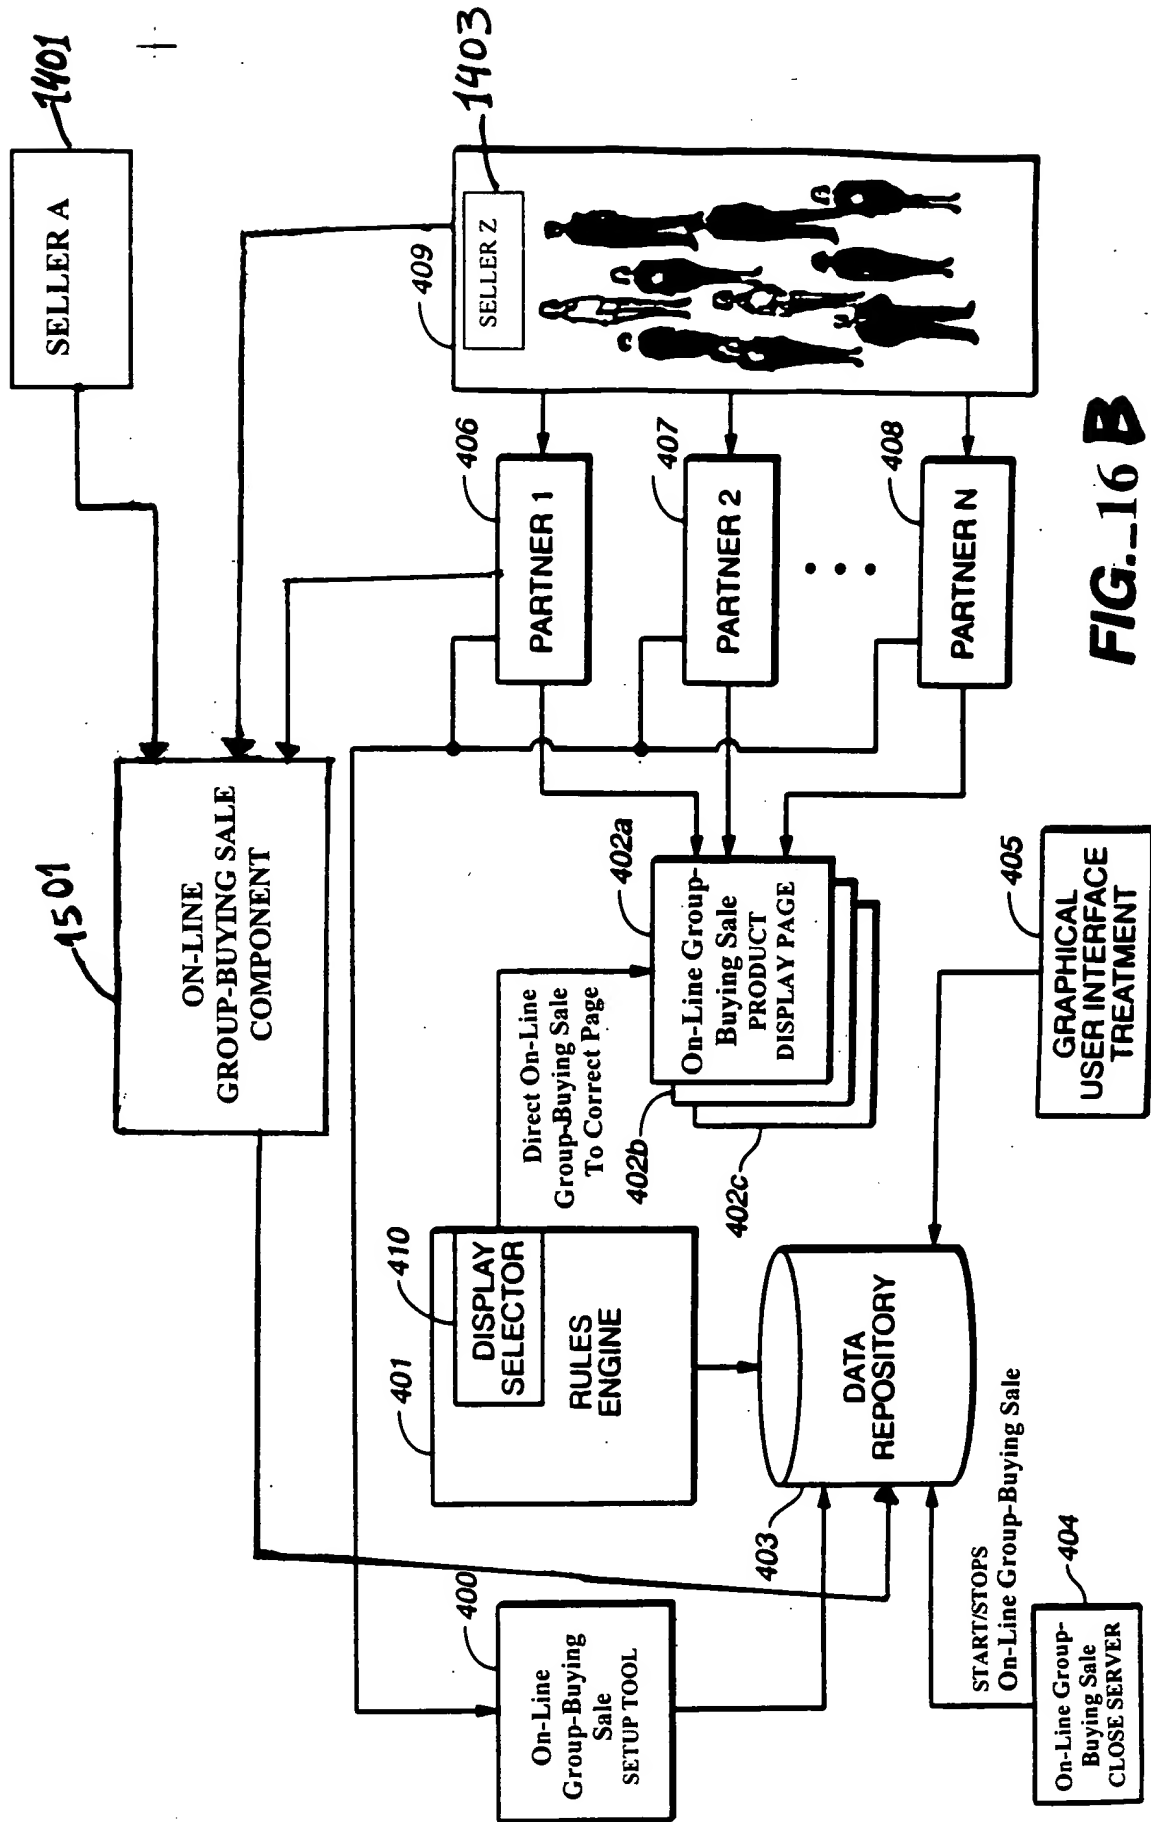 1401
SELLER A
1501
ON-LINE
GROUP-BUYING SALE
COMPONENT
409
SELLER Z
1403
406
PARTNER 1
407
PARTNER 2
408
PARTNER N
402a
On-Line Group-
Buying Sale
PRODUCT
DISPLAY PAGE
402b
402c
Direct On-Line
Group-Buying Sale
To Correct Page
401
410
DISPLAY
SELECTOR
RULES
ENGINE
400
On-Line
Group-Buying
Sale
SETUP TOOL
403
DATA
REPOSITORY
405
GRAPHICAL
USER INTERFACE
TREATMENT
START/STOPS
On-Line Group-Buying Sale
404
On-Line Group-
Buying Sale
CLOSE SERVER
FIG._16 B